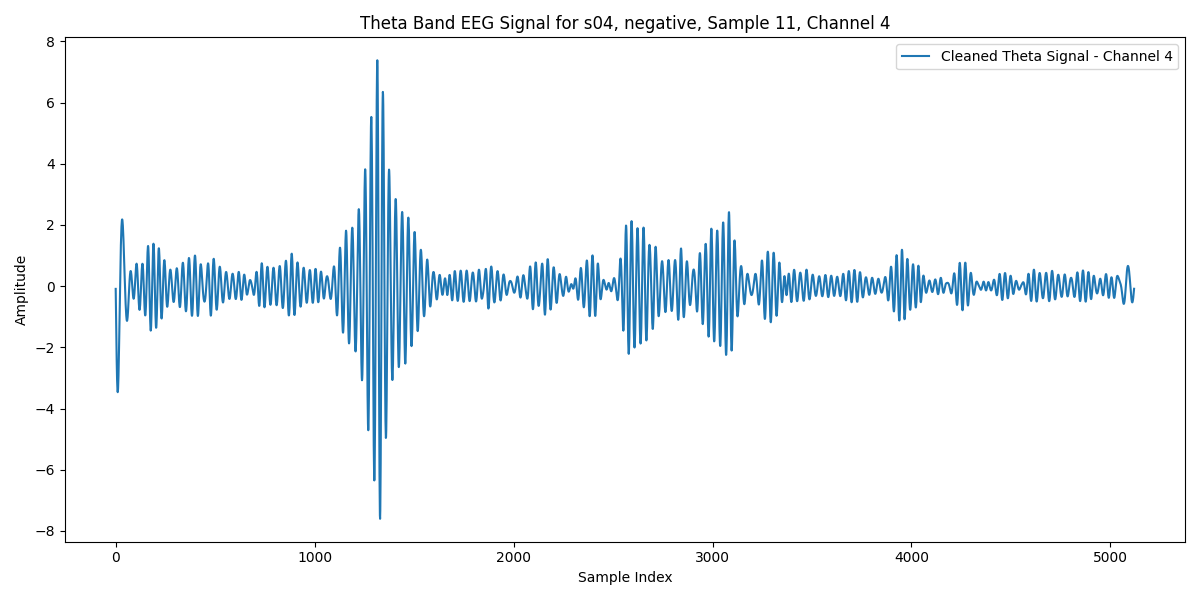 Theta Band EEG Signal for s04, negative, Sample 11, Channel 4
Cleaned Theta Signal - Channel 4
8
6
4
2
0
−2
−4
−6
−8
Amplitude
0 1000 2000 3000 4000 5000
Sample Index